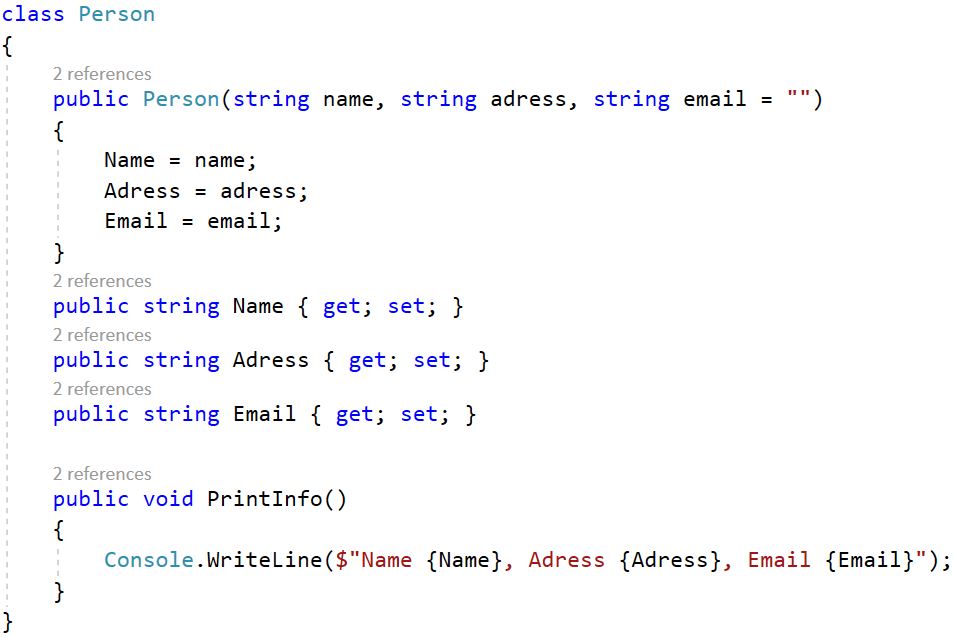 class Person
{
2 references
public Person(string name, string adress, string email = "")
{
Name = name;
Adress = adress;
Email = email;
}
2 references
public string Name { get; set; }
2 references
public string Adress { get; set; }
2 references
public string Email { get; set; }
2 references
public void PrintInfo()
{
Console.WriteLine($"Name {Name}, Adress {Adress}, Email {Email}");
}
}